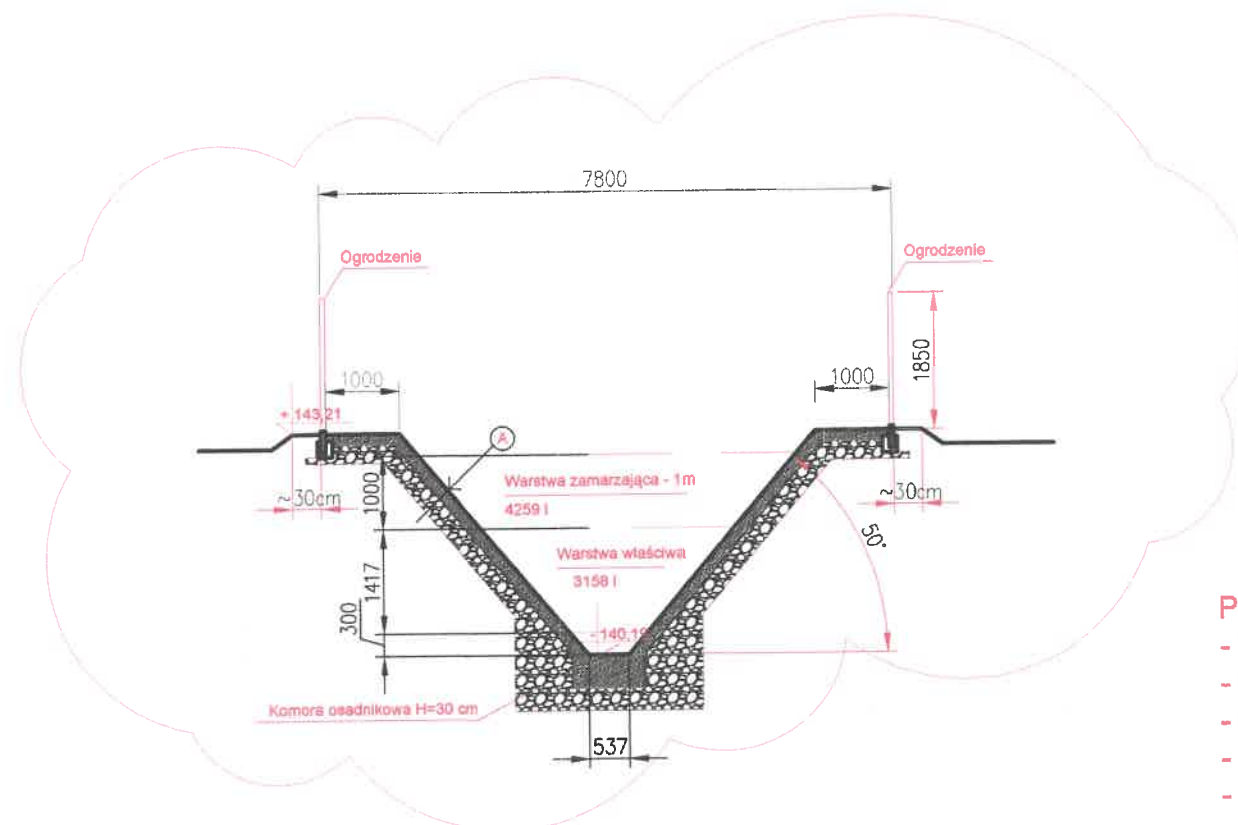 7800
Ogrodzenie
Ogrodzenie
1850
1000
1000
+ 143,21
A
Warstwa zamarzająca - 1m
4259 l
~30cm
1000
~30cm
50°
Warstwa właściwa
3158 l
1417
300
- 140,19
Komora osadnikowa H=30 cm
537
P
-
-
-
-
-